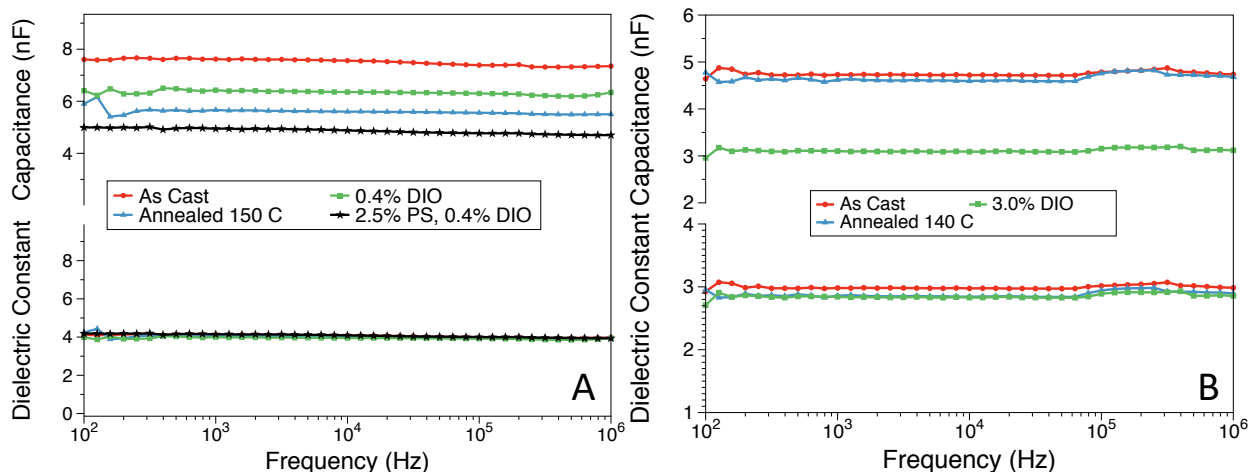 Capacitance (nF)
8
6
4
As Cast
Annealed 150 C
0.4% DIO
2.5% PS, 0.4% DIO
Dielectric Constant
8
6
4
2
0
A
10² 10³ 10⁴ 10⁵ 10⁶
Frequency (Hz)
Capacitance (nF)
6
5
4
3
2
As Cast
Annealed 140 C
3.0% DIO
Dielectric Constant
4
3
2
1
B
10² 10³ 10⁴ 10⁵ 10⁶
Frequency (Hz)